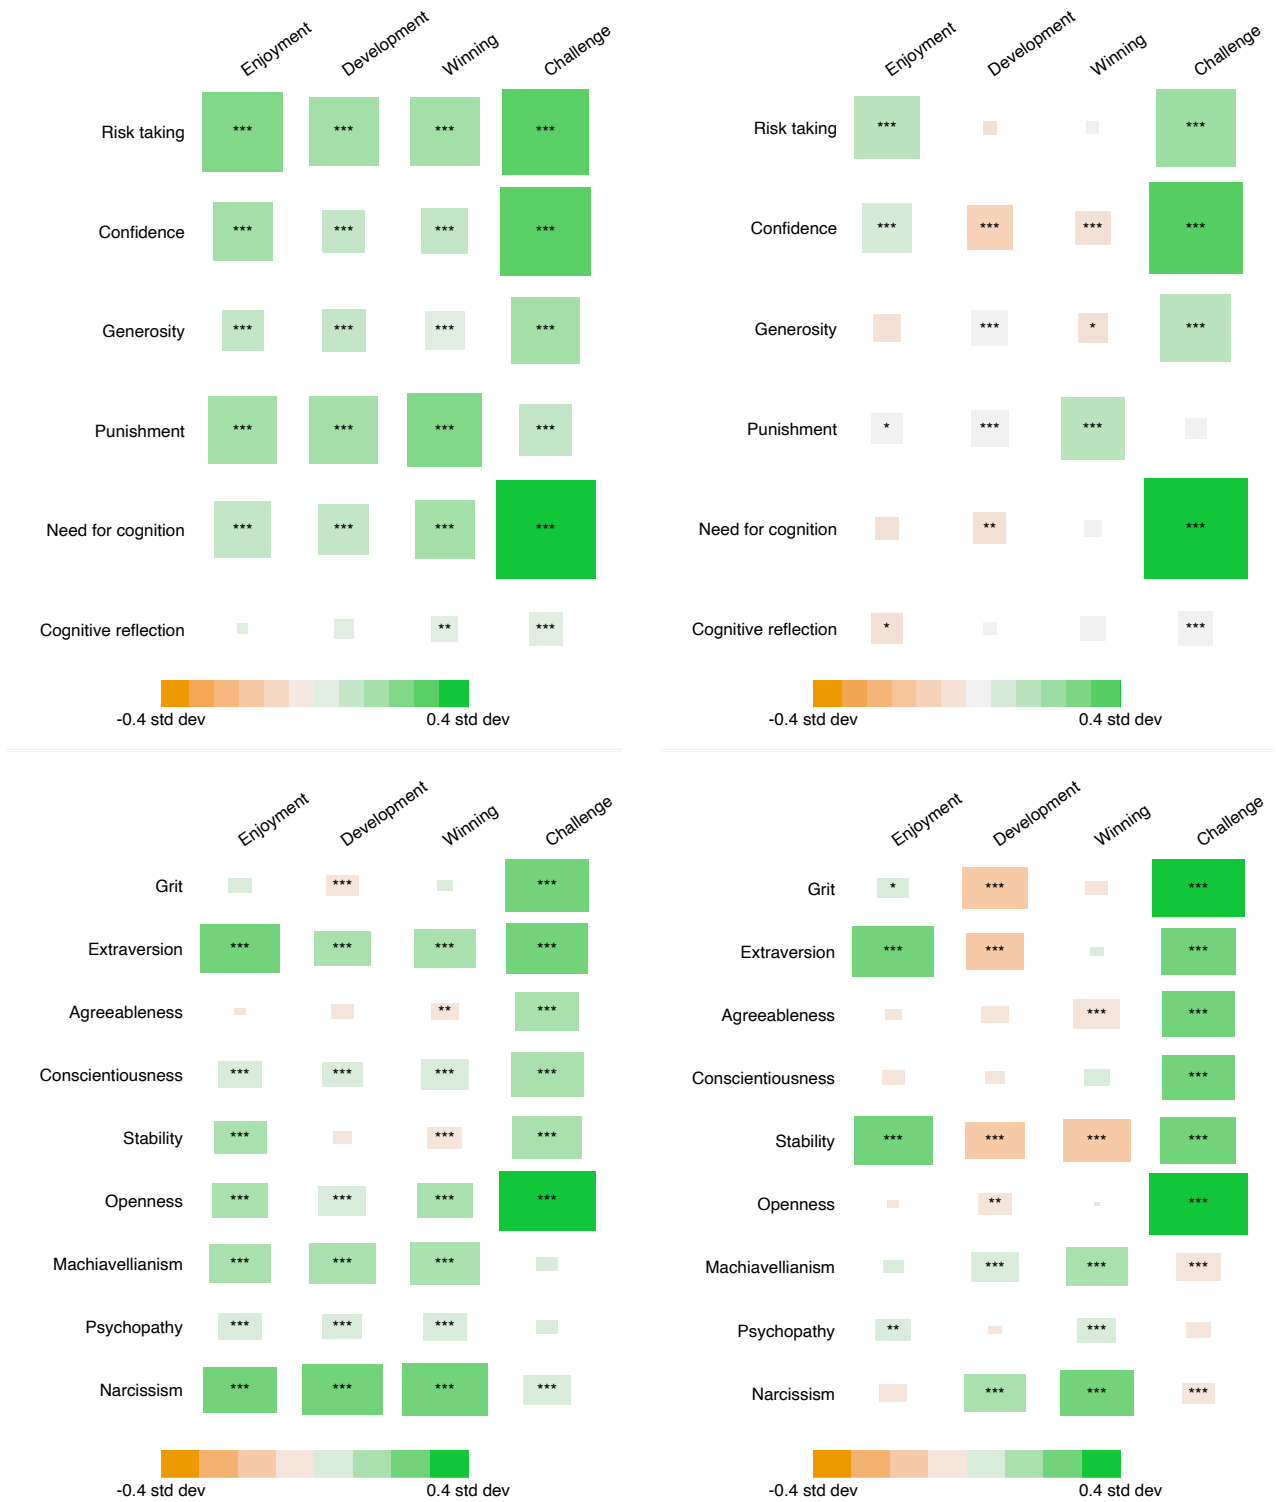 Enjoyment Development Winning Challenge
Risk taking *** *** *** ***
Confidence *** *** *** ***
Generosity *** *** *** ***
Punishment *** *** *** ***
Need for cognition *** *** *** ***
Cognitive reflection ** ***
-0.4 std dev 0.4 std dev
Enjoyment Development Winning Challenge
Risk taking *** ***
Confidence *** *** *** ***
Generosity *** * ***
Punishment * *** ***
Need for cognition ** ***
Cognitive reflection * ***
-0.4 std dev 0.4 std dev
Enjoyment Development Winning Challenge
Grit *** ***
Extraversion *** *** *** ***
Agreeableness ** ***
Conscientiousness *** *** *** ***
Stability *** *** ***
Openness *** *** *** ***
Machiavellianism *** *** ***
Psychopathy *** *** ***
Narcissism *** *** *** ***
-0.4 std dev 0.4 std dev
Enjoyment Development Winning Challenge
Grit * *** ***
Extraversion *** *** ***
Agreeableness *** ***
Conscientiousness ***
Stability *** *** *** ***
Openness ** ***
Machiavellianism *** *** ***
Psychopathy ** ***
Narcissism *** *** ***
-0.4 std dev 0.4 std dev